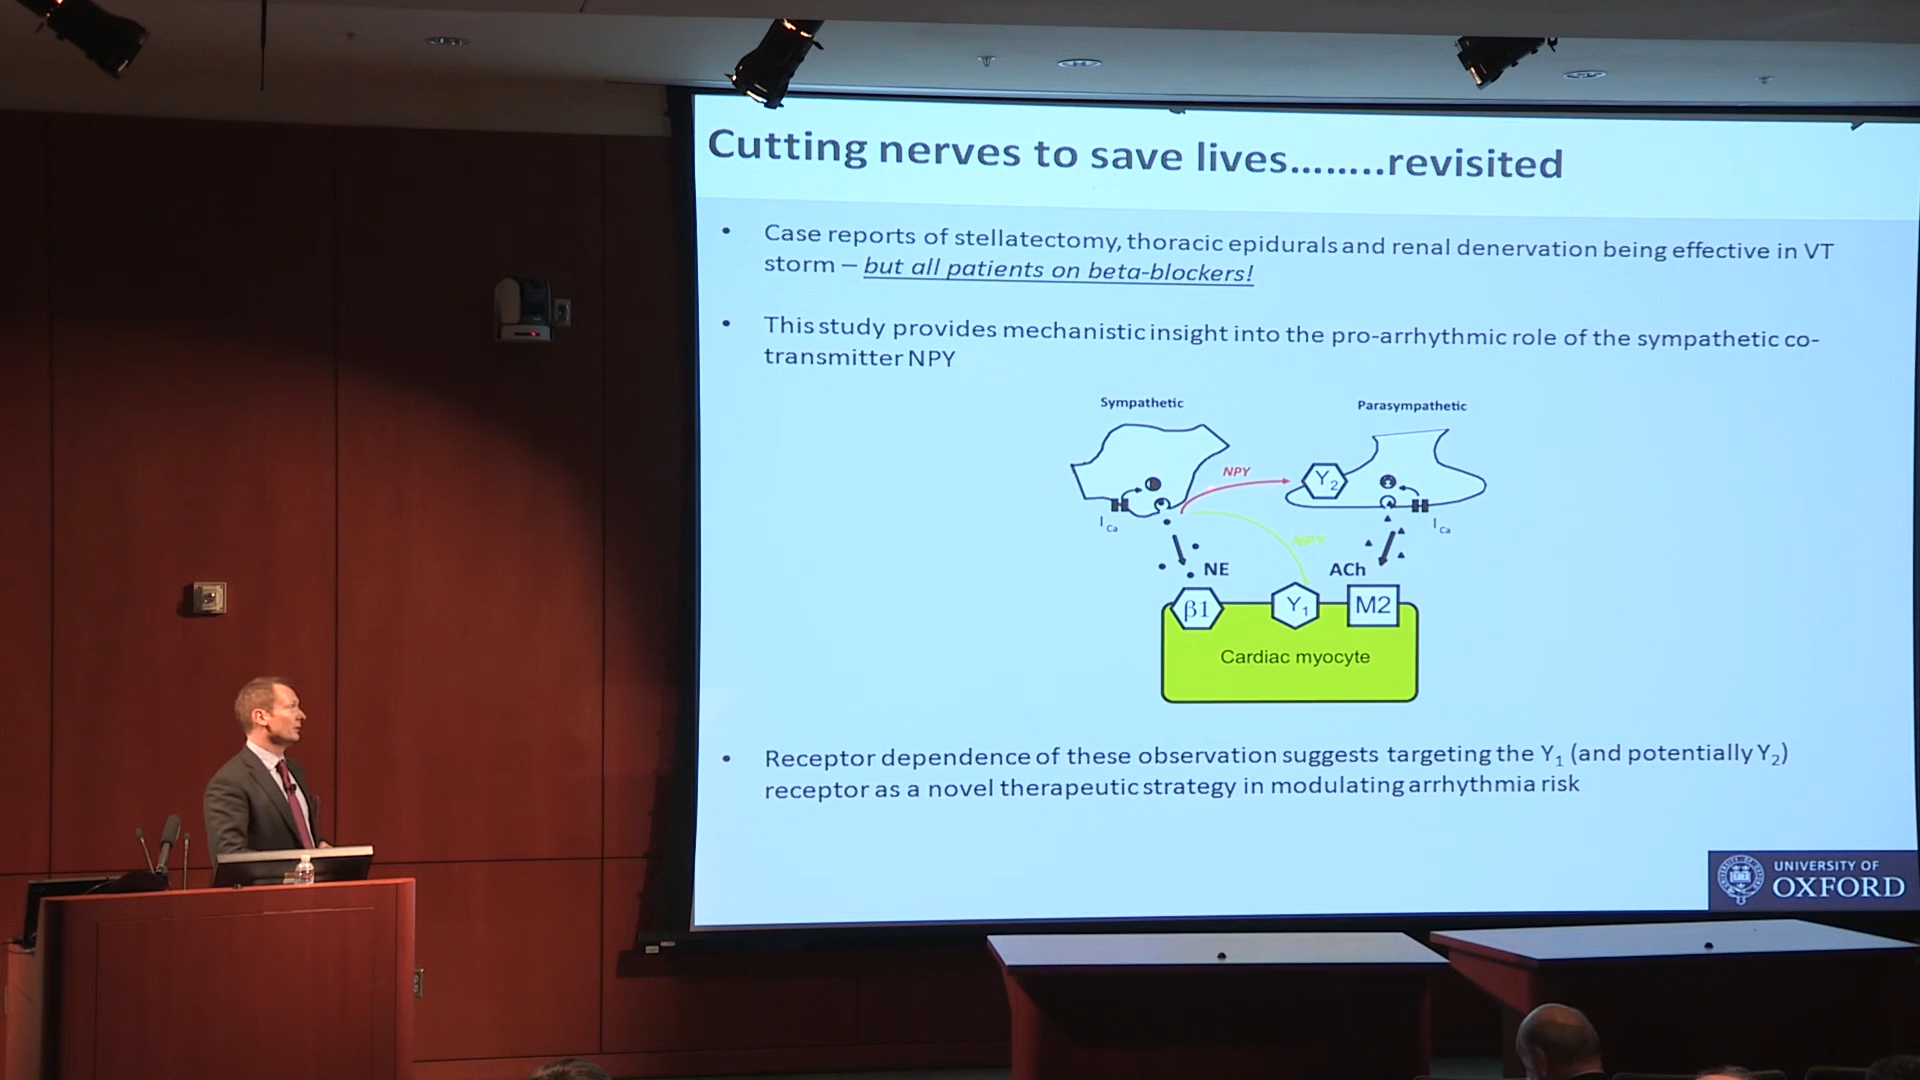 Cutting nerves to save lives........revisited
• Case reports of stellatectomy, thoracic epidurals and renal denervation being effective in VT
storm – but all patients on beta-blockers!
• This study provides mechanistic insight into the pro-arrhythmic role of the sympathetic co-
transmitter NPY
Sympathetic
Parasympathetic
NPY
Y2
ICa
ICa
NPY
NE
ACh
β1
Y1
M2
Cardiac myocyte
• Receptor dependence of these observation suggests targeting the Y1 (and potentially Y2)
receptor as a novel therapeutic strategy in modulating arrhythmia risk
UNIVERSITY OF
OXFORD